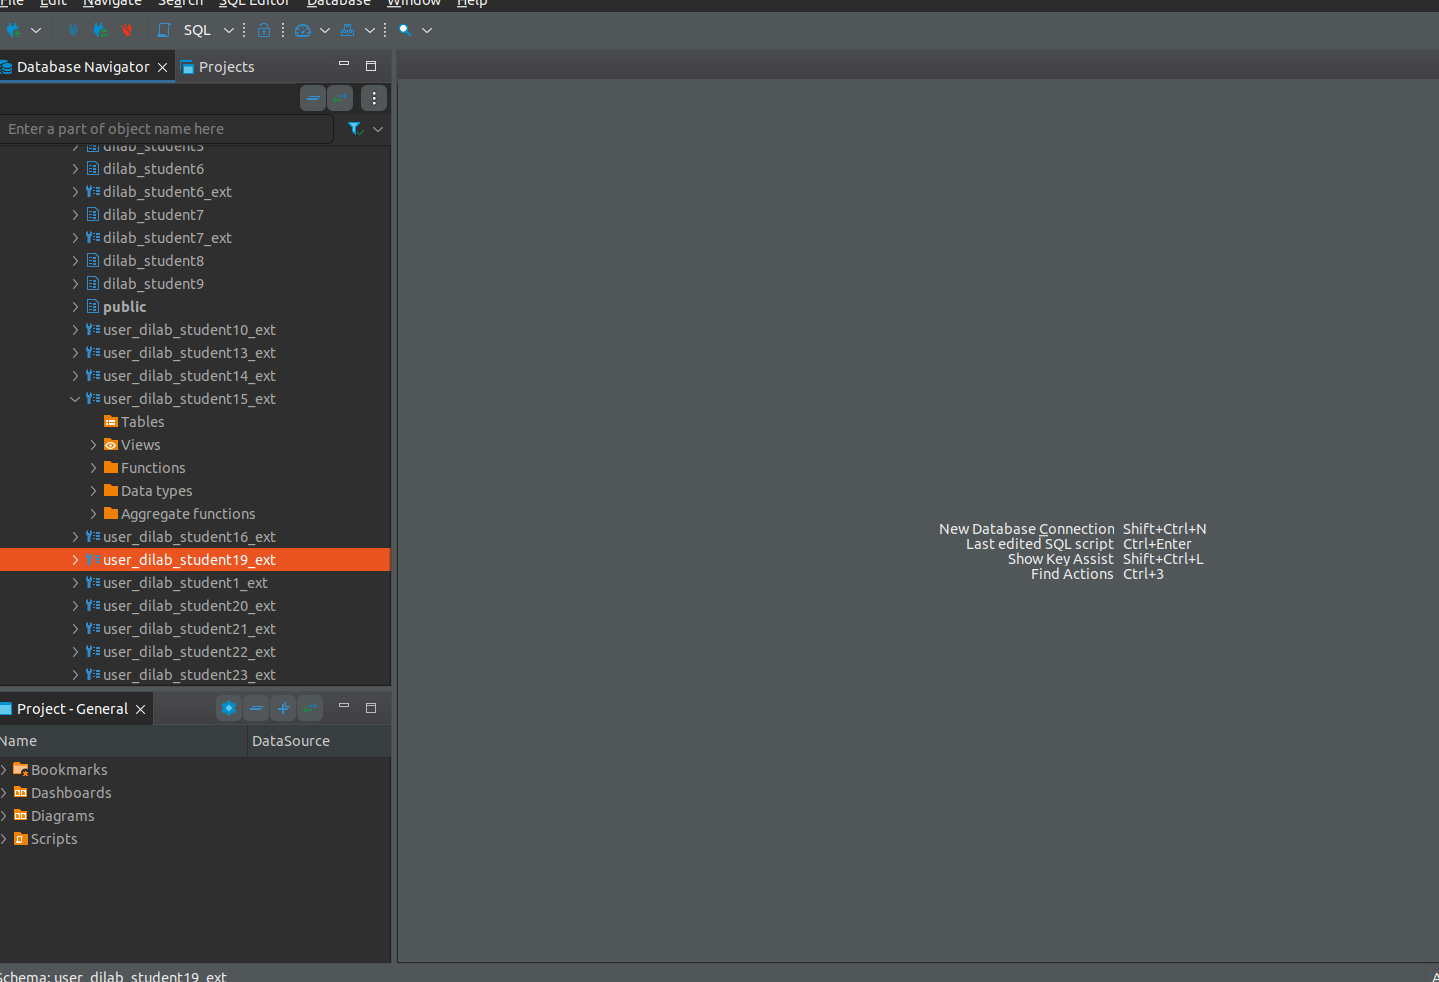 File Edit Navigate Search SQL Editor Database Window Help
SQL
Database Navigator Projects
Enter a part of object name here
dilab_student5
dilab_student6
dilab_student6_ext
dilab_student7
dilab_student7_ext
dilab_student8
dilab_student9
public
user_dilab_student10_ext
user_dilab_student13_ext
user_dilab_student14_ext
user_dilab_student15_ext
Tables
Views
Functions
Data types
Aggregate functions
user_dilab_student16_ext
user_dilab_student19_ext
user_dilab_student1_ext
user_dilab_student20_ext
user_dilab_student21_ext
user_dilab_student22_ext
user_dilab_student23_ext
New Database Connection Shift+Ctrl+N
Last edited SQL script Ctrl+Enter
Show Key Assist Shift+Ctrl+L
Find Actions Ctrl+3
Project - General
Name DataSource
Bookmarks
Dashboards
Diagrams
Scripts
Schema: user_dilab_student19_ext